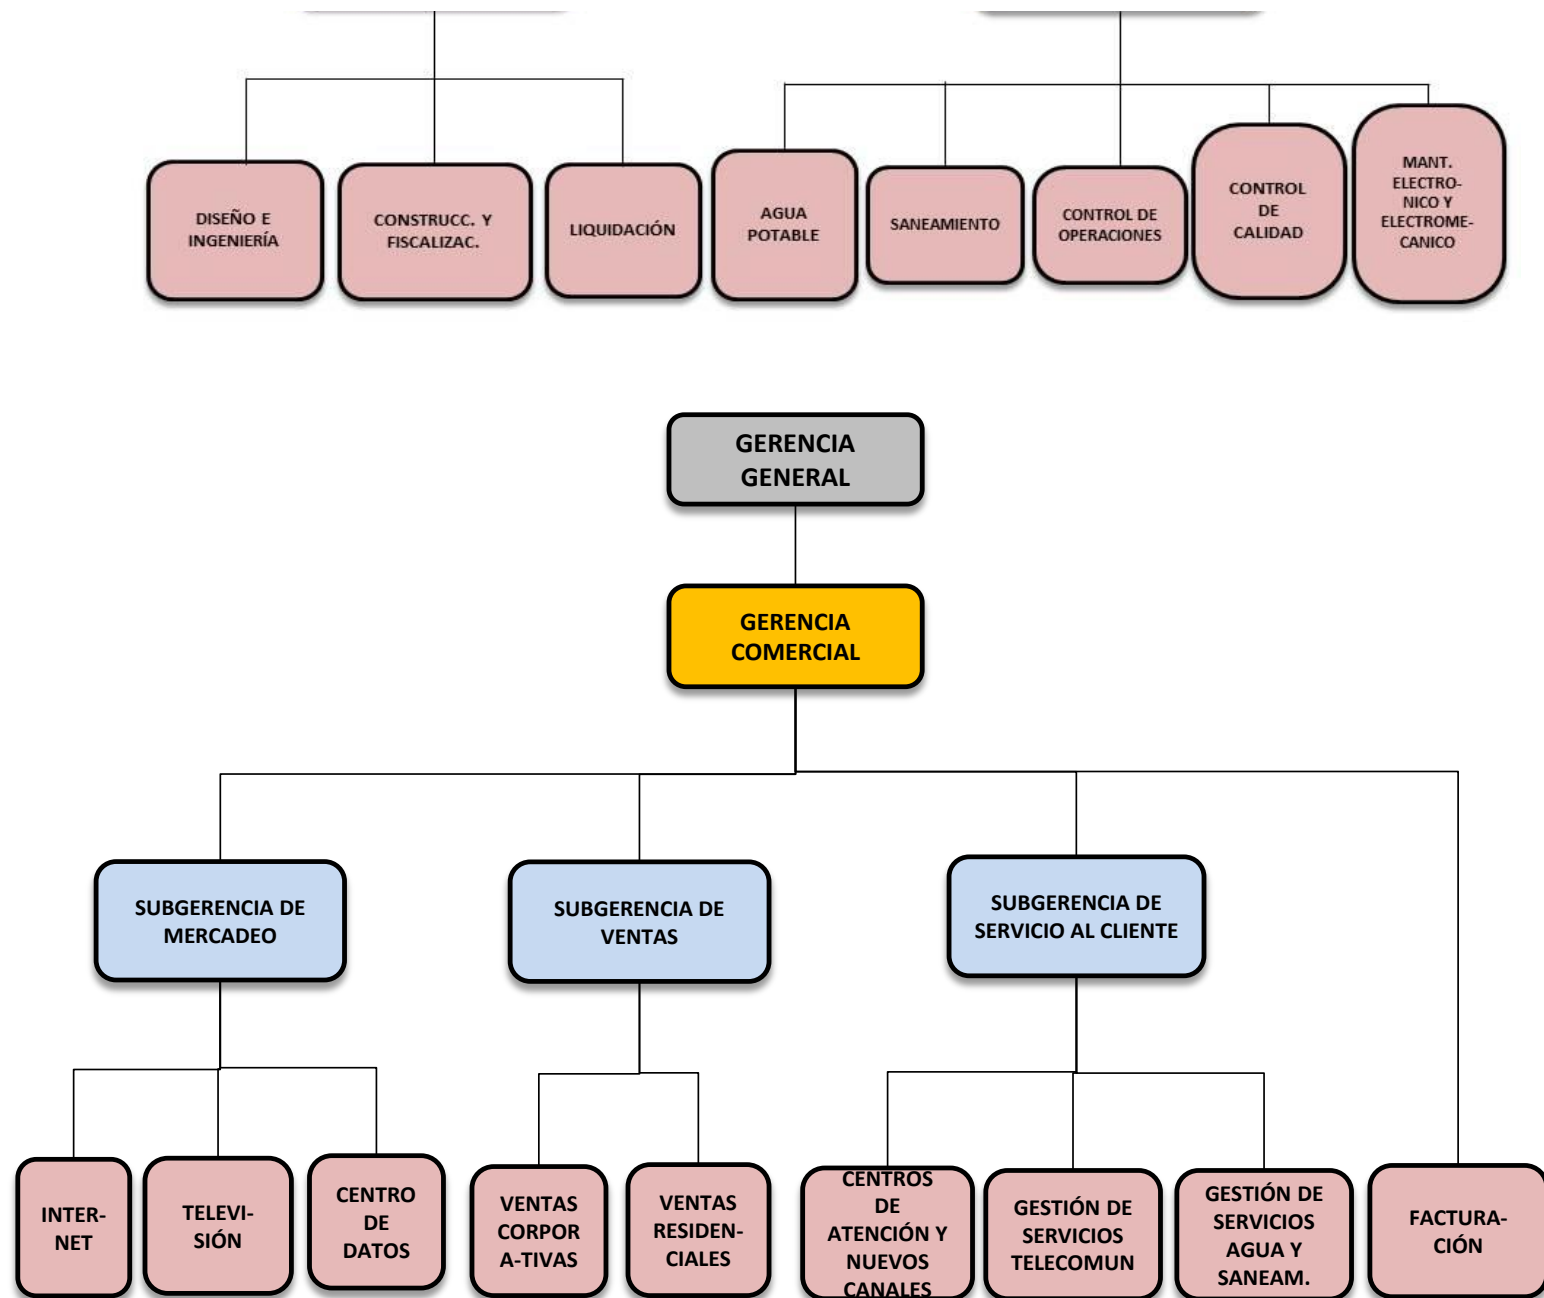 DISEÑO E
INGENIERÍA
CONSTRUCC. Y
FISCALIZAC.
LIQUIDACIÓN
AGUA
POTABLE
SANEAMIENTO
CONTROL DE
OPERACIONES
CONTROL
DE
CALIDAD
MANT.
ELECTRO-
NICO Y
ELECTROME-
CANICO
GERENCIA
GENERAL
GERENCIA
COMERCIAL
SUBGERENCIA DE
MERCADEO
SUBGERENCIA DE
VENTAS
SUBGERENCIA DE
SERVICIO AL CLIENTE
INTER-
NET
TELEVI-
SIÓN
CENTRO
DE
DATOS
VENTAS
CORPOR
A-TIVAS
VENTAS
RESIDEN-
CIALES
CENTROS
DE
ATENCIÓN Y
NUEVOS
CANALES
GESTIÓN DE
SERVICIOS
TELECOMUN
GESTIÓN DE
SERVICIOS
AGUA Y
SANEAM.
FACTURA-
CIÓN